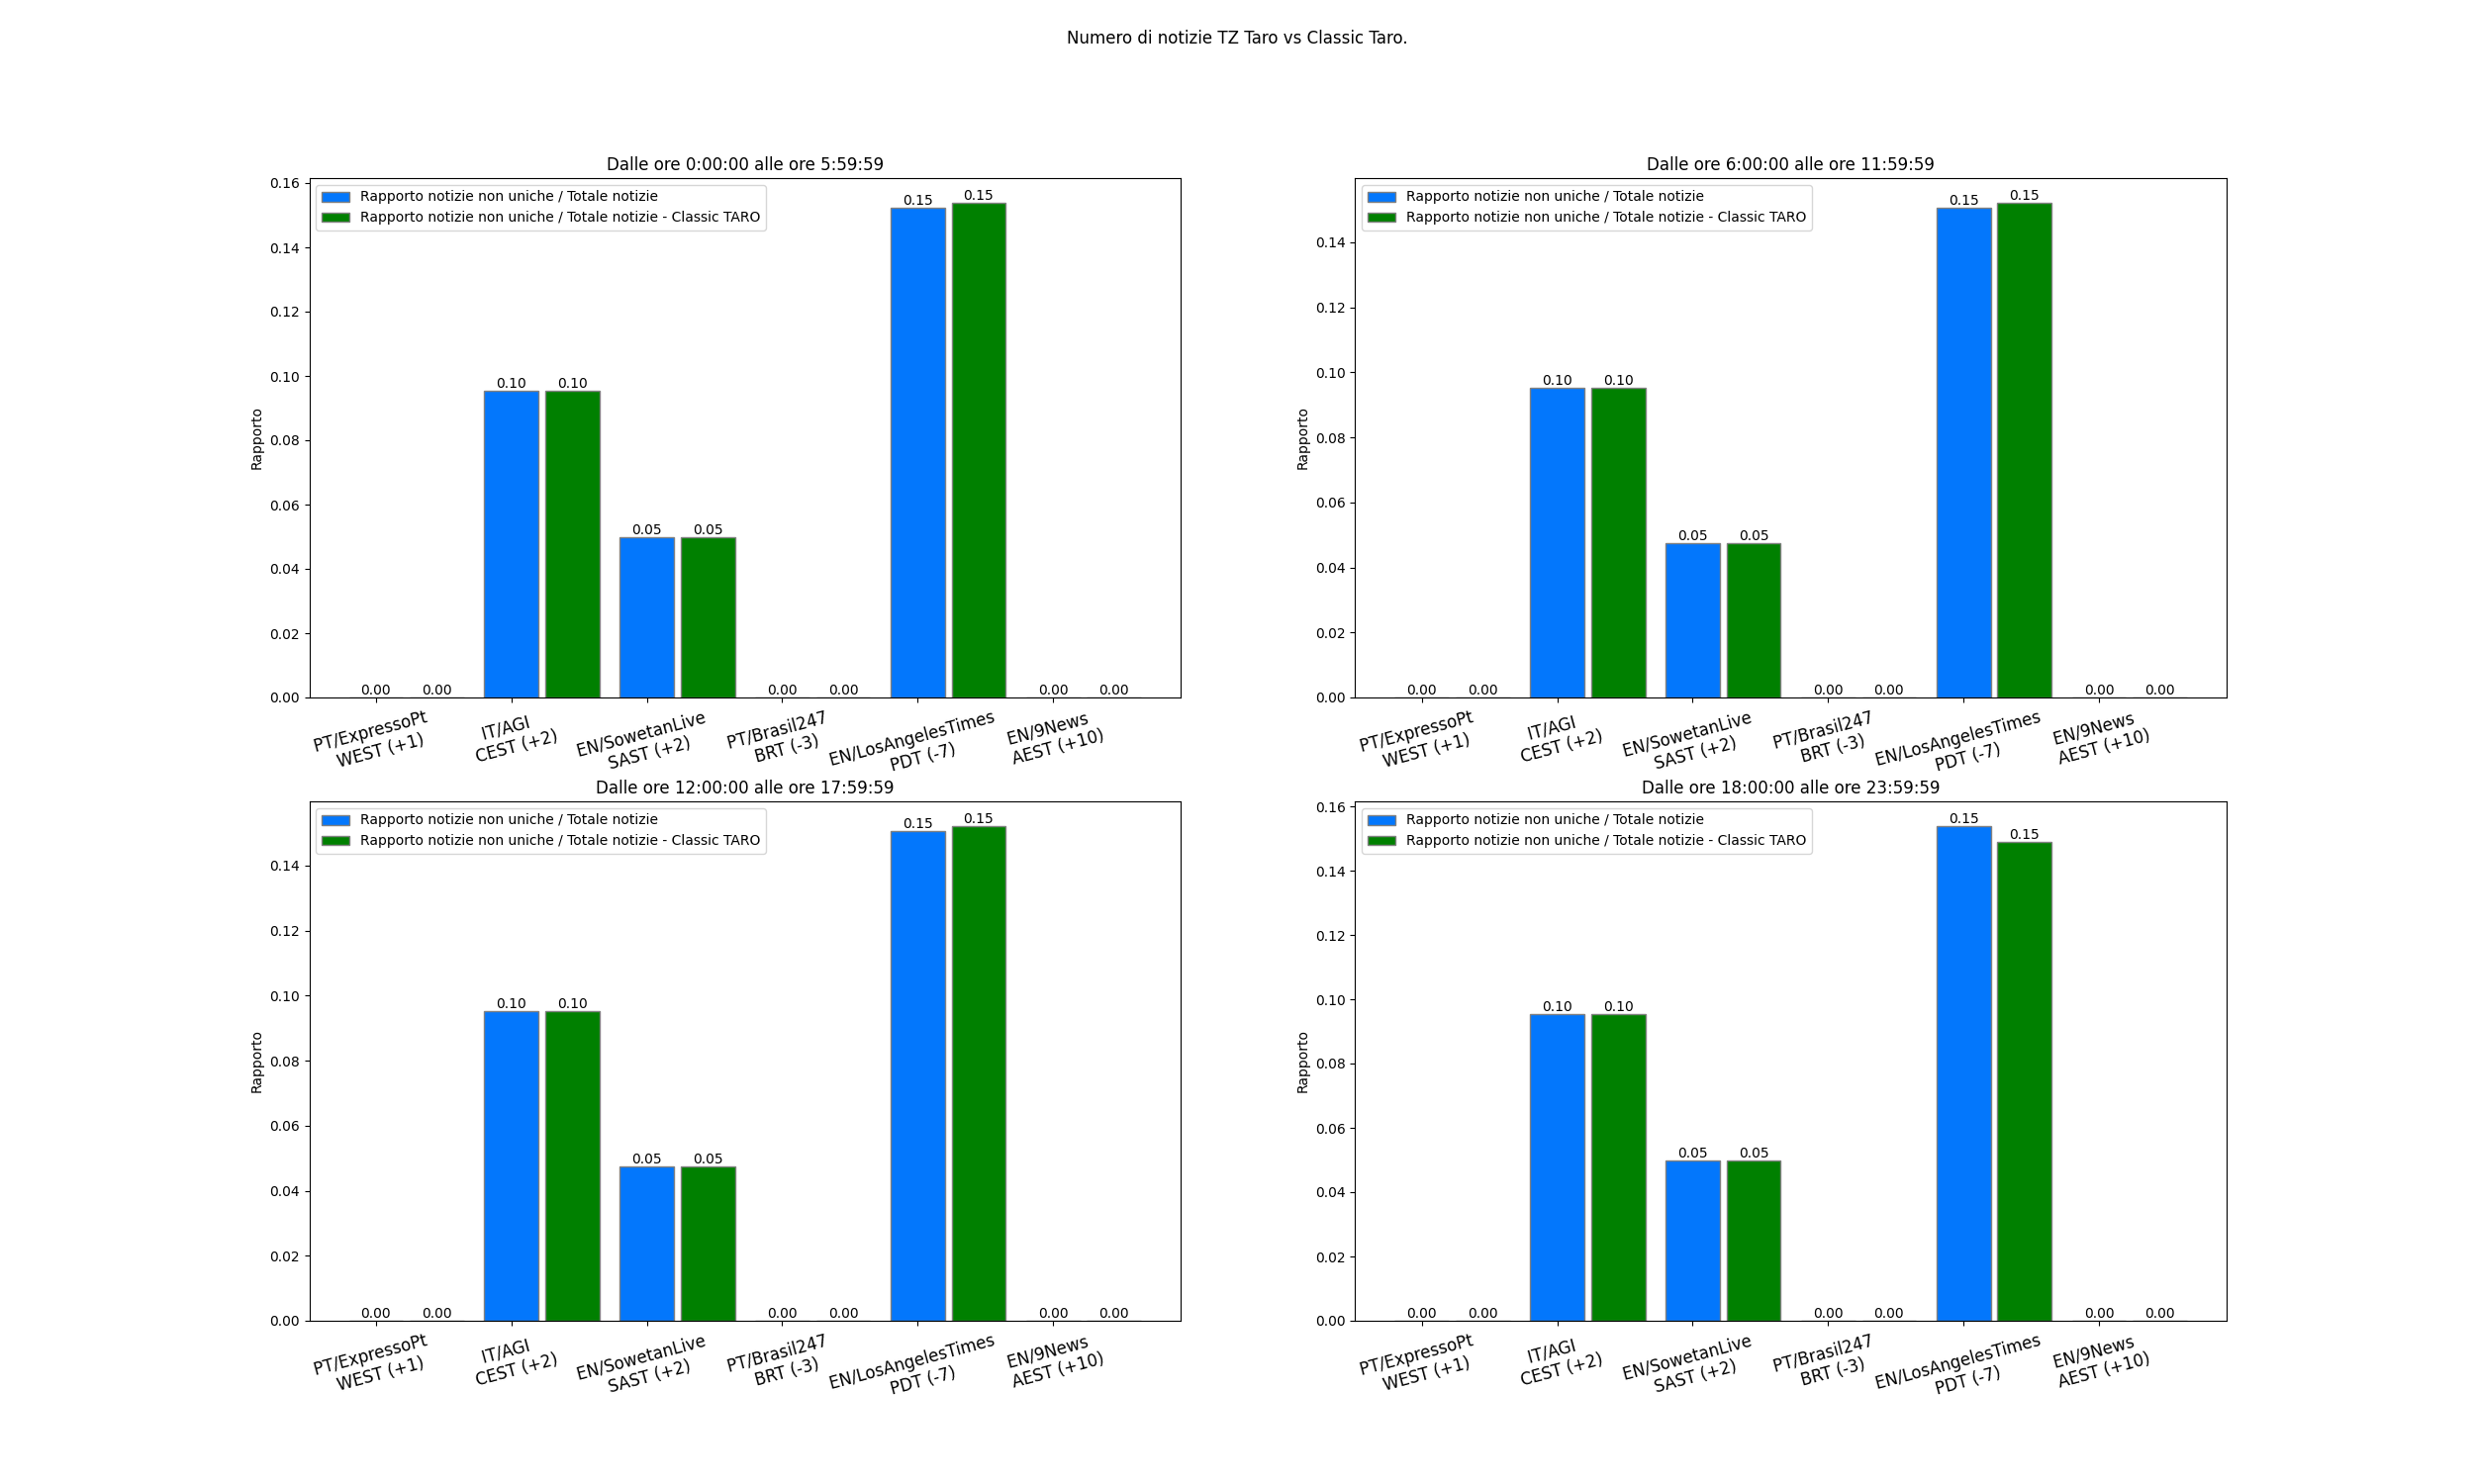 Numero di notizie TZ Taro vs Classic Taro.
Dalle ore 0:00:00 alle ore 5:59:59
Rapporto notizie non uniche / Totale notizie
Rapporto notizie non uniche / Totale notizie - Classic TARO
Rapporto
0.16
0.14
0.12
0.10
0.08
0.06
0.04
0.02
0.00
0.00
0.00
0.10
0.10
0.05
0.05
0.00
0.00
0.15
0.15
0.00
0.00
PT/ExpressoPt
WEST (+1)
IT/AGI
CEST (+2)
EN/SowetanLive
SAST (+2)
PT/Brasil247
BRT (-3)
EN/LosAngelesTimes
PDT (-7)
EN/9News
AEST (+10)
Dalle ore 6:00:00 alle ore 11:59:59
Rapporto notizie non uniche / Totale notizie
Rapporto notizie non uniche / Totale notizie - Classic TARO
Rapporto
0.14
0.12
0.10
0.08
0.06
0.04
0.02
0.00
0.00
0.00
0.10
0.10
0.05
0.05
0.00
0.00
0.15
0.15
0.00
0.00
PT/ExpressoPt
WEST (+1)
IT/AGI
CEST (+2)
EN/SowetanLive
SAST (+2)
PT/Brasil247
BRT (-3)
EN/LosAngelesTimes
PDT (-7)
EN/9News
AEST (+10)
Dalle ore 12:00:00 alle ore 17:59:59
Rapporto notizie non uniche / Totale notizie
Rapporto notizie non uniche / Totale notizie - Classic TARO
Rapporto
0.14
0.12
0.10
0.08
0.06
0.04
0.02
0.00
0.00
0.00
0.10
0.10
0.05
0.05
0.00
0.00
0.15
0.15
0.00
0.00
PT/ExpressoPt
WEST (+1)
IT/AGI
CEST (+2)
EN/SowetanLive
SAST (+2)
PT/Brasil247
BRT (-3)
EN/LosAngelesTimes
PDT (-7)
EN/9News
AEST (+10)
Dalle ore 18:00:00 alle ore 23:59:59
Rapporto notizie non uniche / Totale notizie
Rapporto notizie non uniche / Totale notizie - Classic TARO
Rapporto
0.16
0.14
0.12
0.10
0.08
0.06
0.04
0.02
0.00
0.00
0.00
0.10
0.10
0.05
0.05
0.00
0.00
0.15
0.15
0.00
0.00
PT/ExpressoPt
WEST (+1)
IT/AGI
CEST (+2)
EN/SowetanLive
SAST (+2)
PT/Brasil247
BRT (-3)
EN/LosAngelesTimes
PDT (-7)
EN/9News
AEST (+10)